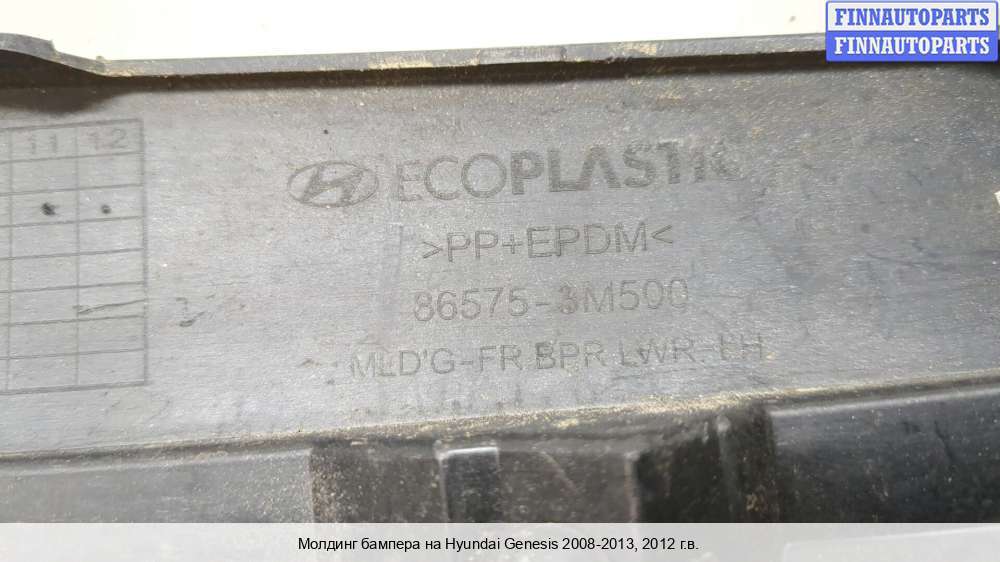 FINNAUTOPARTS
FINNAUTOPARTS
11 12
ECOPLASTIC
>PP+EPDM<
86575-3M500
MLD'G-FR BPR LWR, LH
Молдинг бампера на Hyundai Genesis 2008-2013, 2012 г.в.